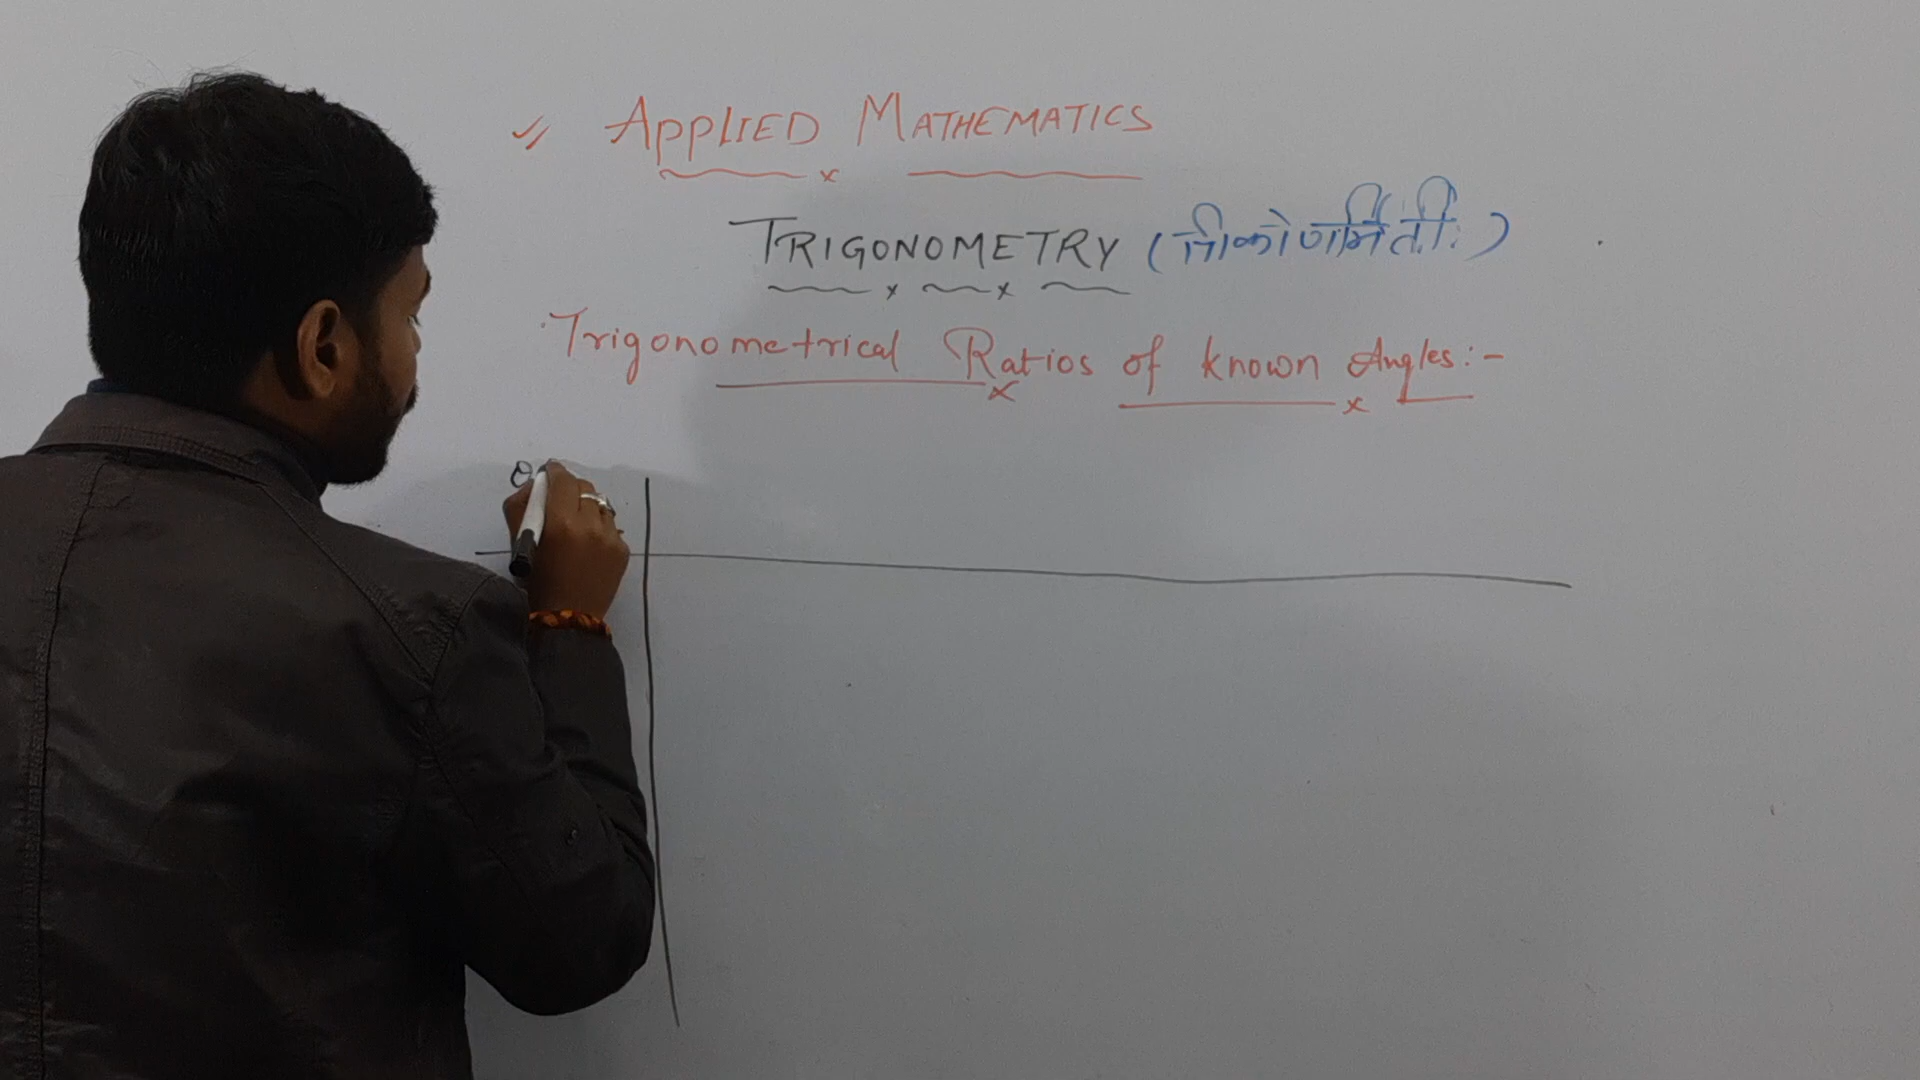 APPLIED MATHEMATICS
TRIGONOMETRY (त्रिकोणमिती)
Trigonometrical Ratios of known Angles:-
θ